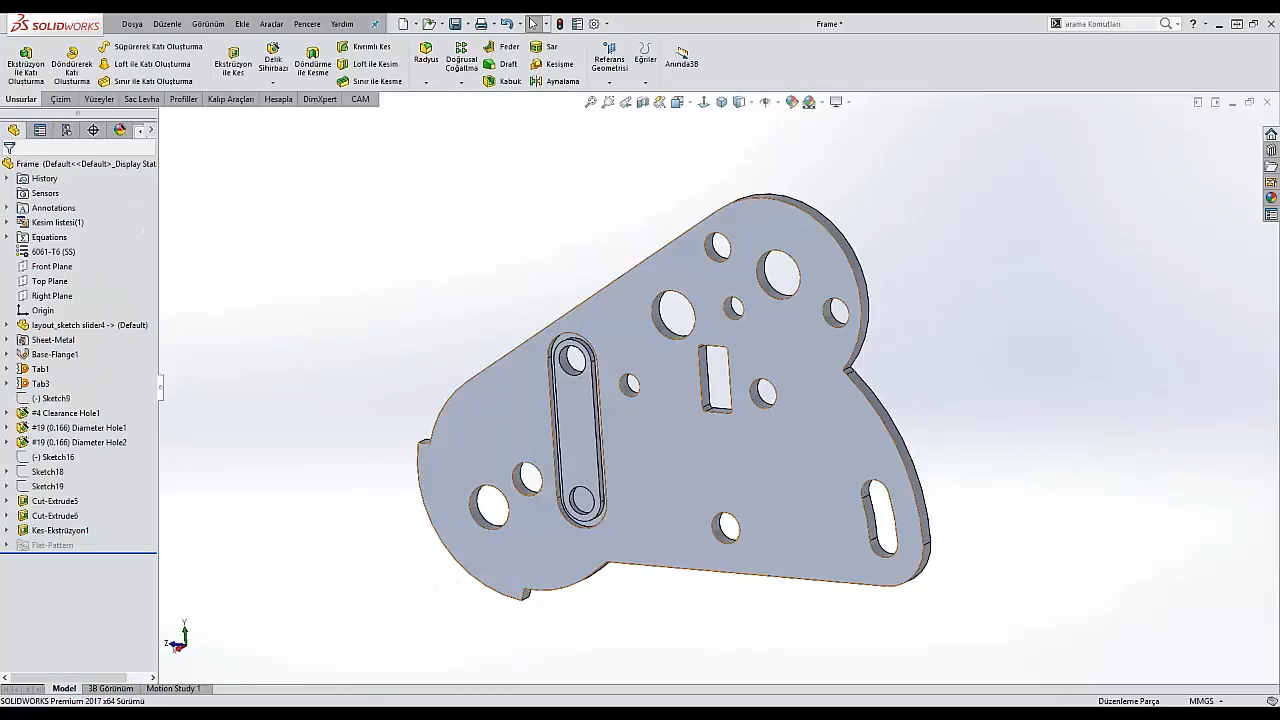 SOLIDWORKS
Dosya Düzenle Görünüm Ekle Araçlar Pencere Yardım
Frame *
arama Komutları
Ekstrüzyon ile Katı Oluşturma
Döndürerek Katı Oluşturma
Süpürerek Katı Oluşturma
Loft ile Katı Oluşturma
Sınır ile Katı Oluşturma
Ekstrüzyon ile Kes
Delik Sihirbazı
Döndürme ile Kesme
Kıvrımlı Kes
Loft ile Kesim
Sınır ile Kesme
Radyus
Doğrusal Çoğaltma
Feder
Draft
Kabuk
Sar
Kesişme
Aynalama
Referans Geometrisi
Eğriler
Anında3B
Unsurlar Çizim Yüzeyler Sac Levha Profiller Kalıp Araçları Hesapla DimXpert CAM
Frame (Default<<Default>_Display Stat
History
Sensors
Annotations
Kesim listesi(1)
Equations
6061-T6 (SS)
Front Plane
Top Plane
Right Plane
Origin
layout_sketch slider4 -> (Default)
Sheet-Metal
Base-Flange1
Tab1
Tab3
(-) Sketch9
#4 Clearance Hole1
#19 (0.166) Diameter Hole1
#19 (0.166) Diameter Hole2
(-) Sketch16
Sketch18
Sketch19
Cut-Extrude5
Cut-Extrude6
Kes-Ekstrüzyon1
Flat-Pattern
Y
Z
X
Model 3B Görünüm Motion Study 1
SOLIDWORKS Premium 2017 x64 Sürümü
Düzenleme Parça
MMGS